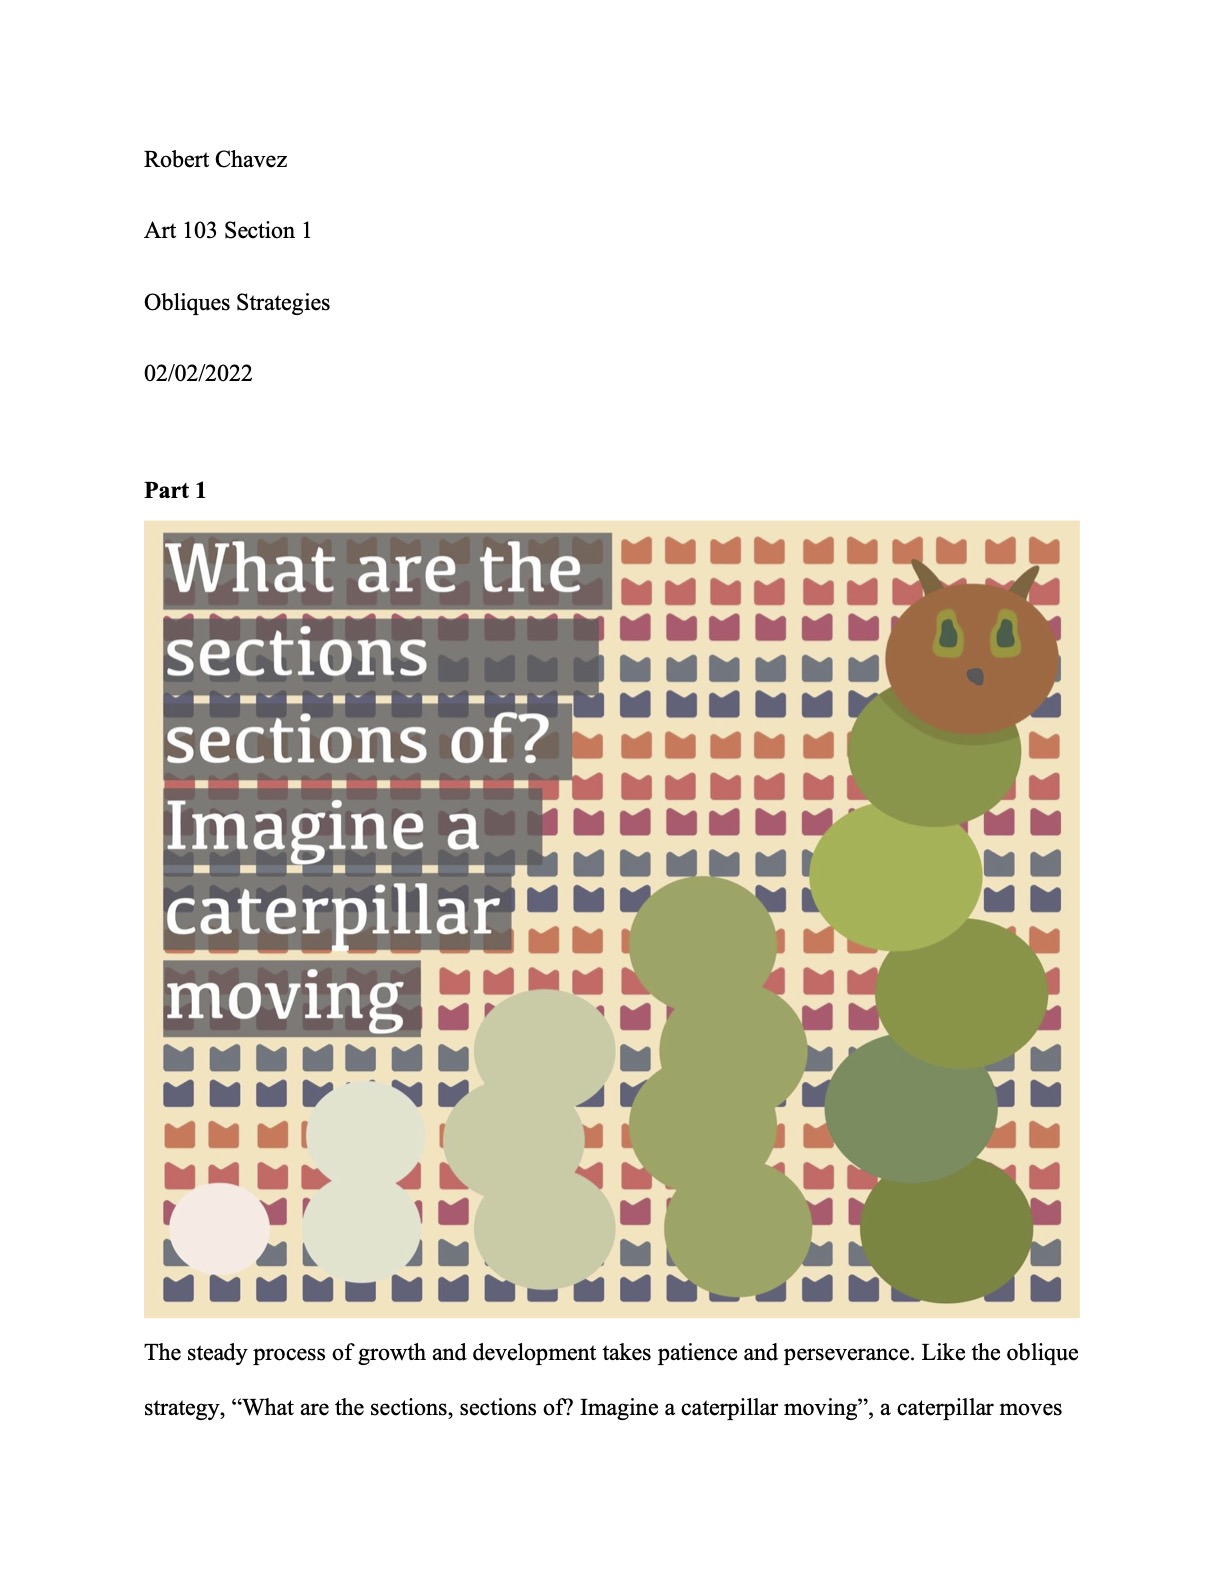 Robert Chavez
Art 103 Section 1
Obliques Strategies
02/02/2022
Part 1
What are the
sections
sections of?
Imagine a
caterpillar
moving
The steady process of growth and development takes patience and perseverance. Like the oblique
strategy, “What are the sections, sections of? Imagine a caterpillar moving”, a caterpillar moves